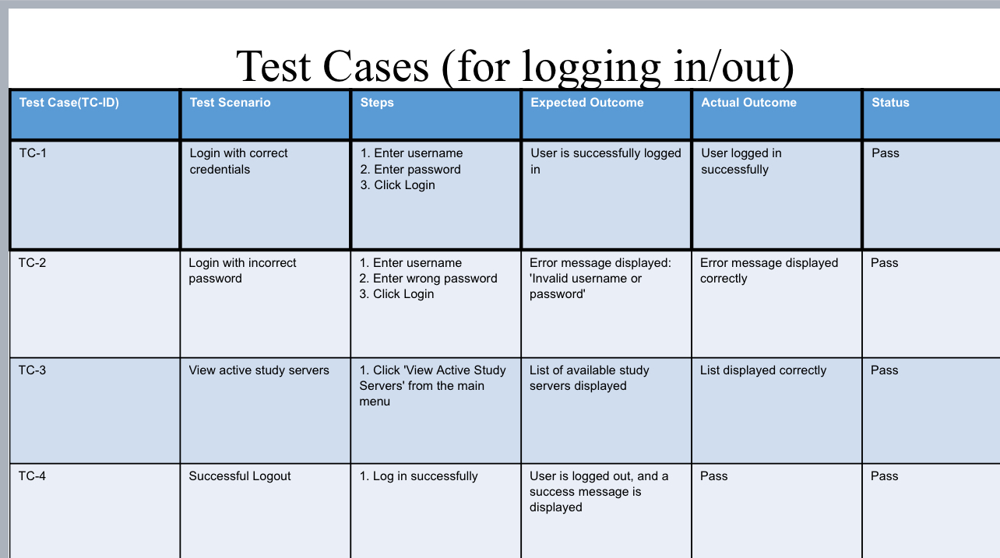 Test Cases (for logging in/out)
Test Case(TC-ID) Test Scenario Steps Expected Outcome Actual Outcome Status
TC-1 Login with correct 1. Enter username User is successfully logged User logged in Pass
credentials 2. Enter password in successfully
3. Click Login
TC-2 Login with incorrect 1. Enter username Error message displayed: Error message displayed Pass
password 2. Enter wrong password 'Invalid username or correctly
3. Click Login password'
TC-3 View active study servers 1. Click 'View Active Study List of available study List displayed correctly Pass
Servers' from the main servers displayed
menu
TC-4 Successful Logout 1. Log in successfully User is logged out, and a Pass Pass
success message is
displayed